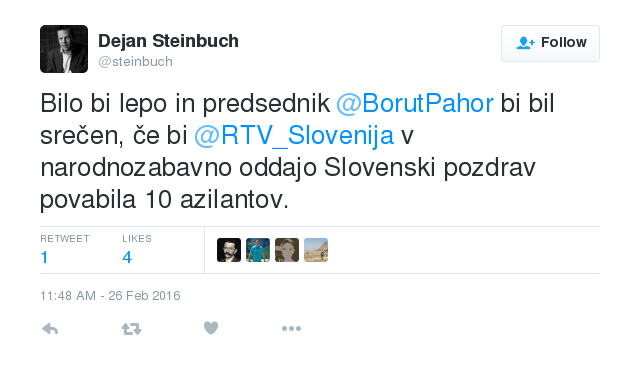 Dejan Steinbuch
@steinbuch
Follow
Bilo bi lepo in predsednik @BorutPahor bi bil
srečen, če bi @RTV_Slovenija v
narodnozabavno oddajo Slovenski pozdrav
povabila 10 azilantov.
RETWEET LIKES
1 4
11:48 AM - 26 Feb 2016